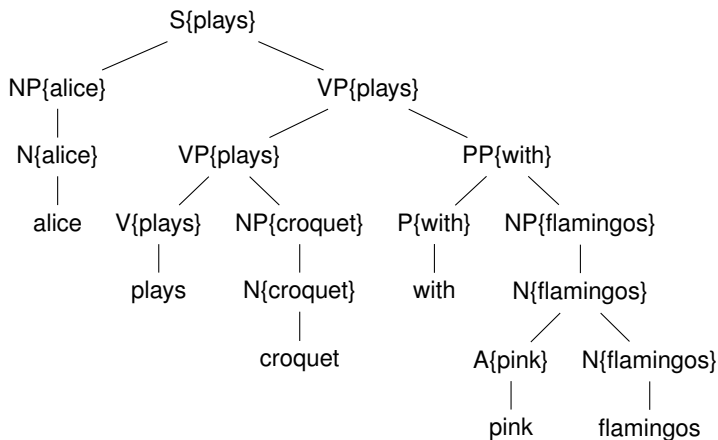 S{plays}
NP{alice} VP{plays}
N{alice} VP{plays} PP{with}
alice V{plays} NP{croquet} P{with} NP{flamingos}
plays N{croquet} with N{flamingos}
croquet A{pink} N{flamingos}
pink flamingos